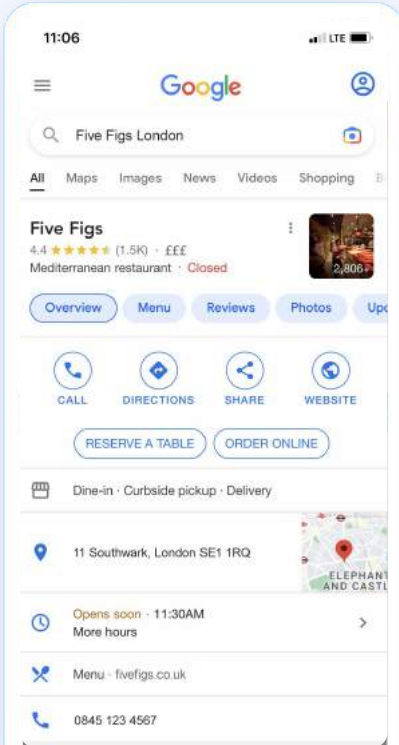 11:06 LTE
Google
Five Figs London
All Maps Images News Videos Shopping
Five Figs
4.4 ★★★★★ (1.5K) · £££
Mediterranean restaurant · Closed
2,806+
Overview Menu Reviews Photos Upd
CALL DIRECTIONS SHARE WEBSITE
RESERVE A TABLE ORDER ONLINE
Dine-in · Curbside pickup · Delivery
11 Southwark, London SE1 1RQ
ELEPHANT
AND CASTL
Opens soon · 11:30AM
More hours
Menu - fivefigs.co.uk
0845 123 4567